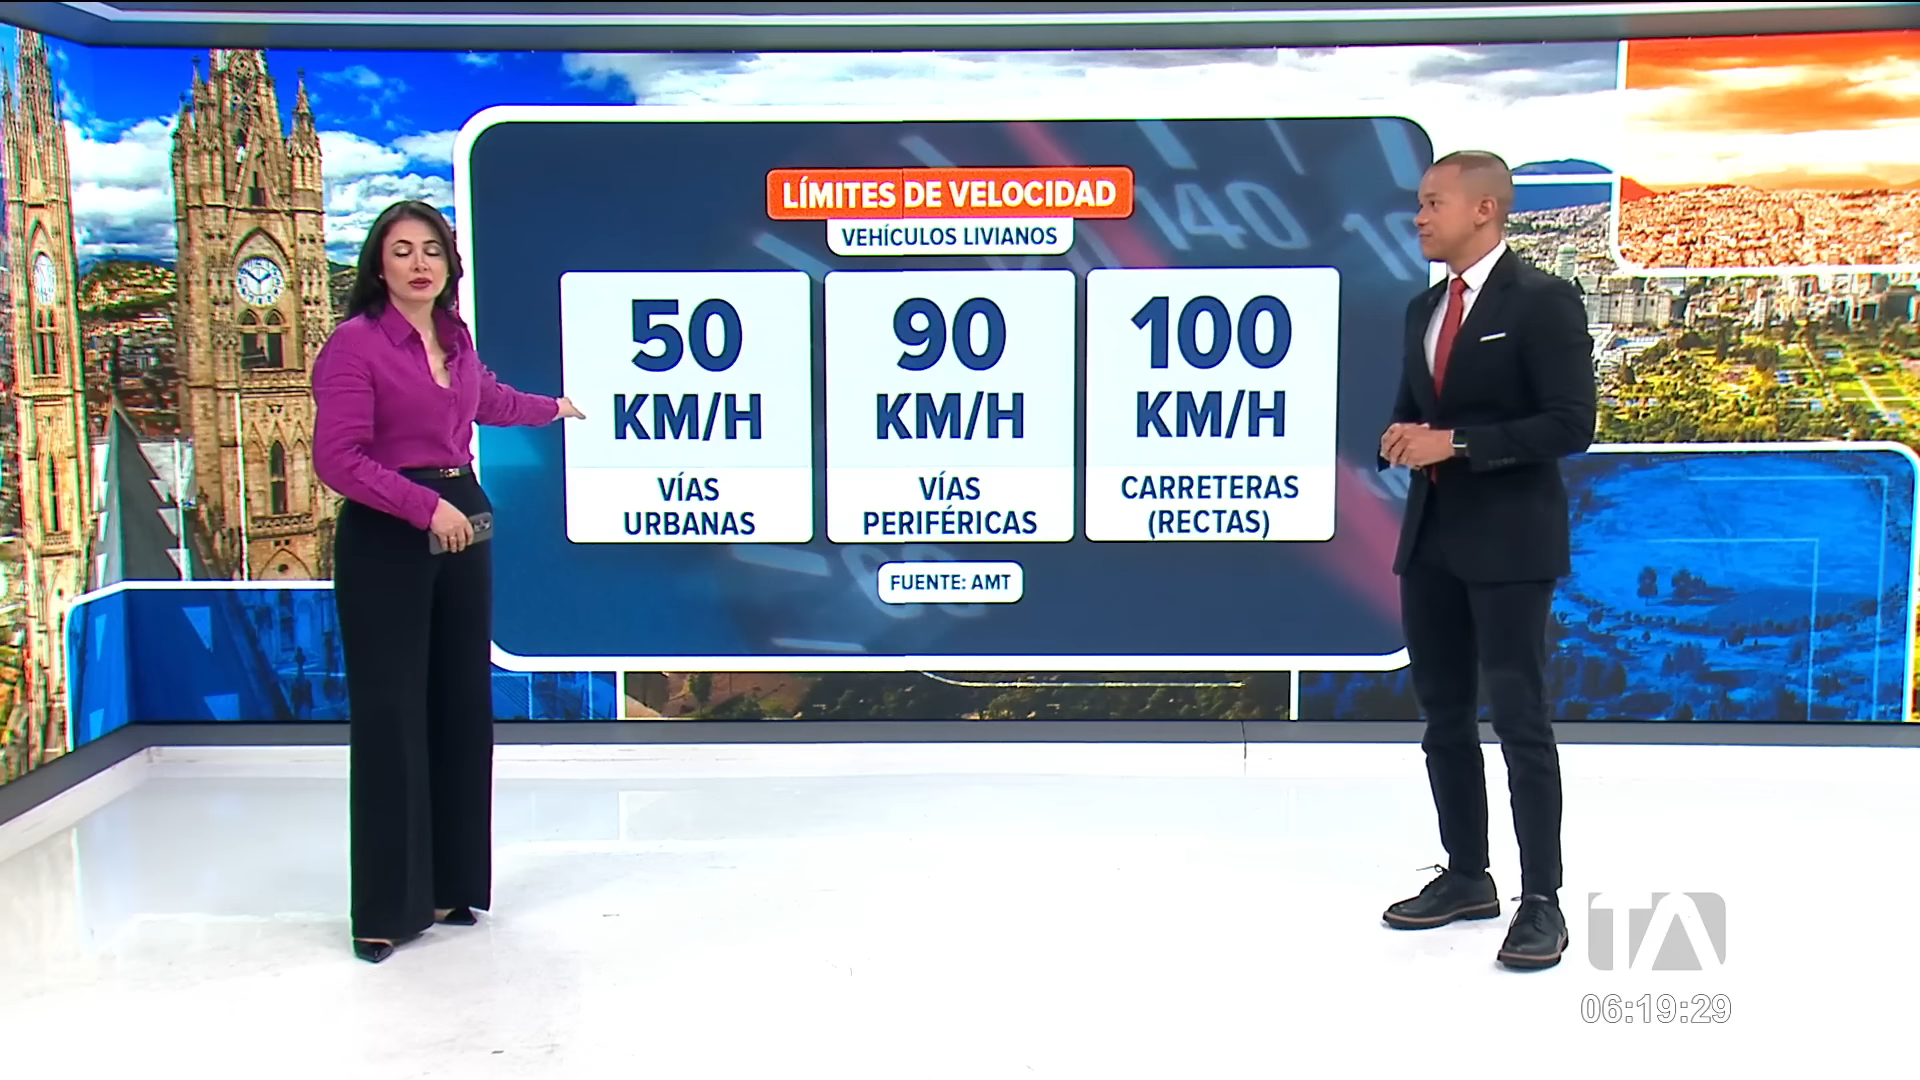 LÍMITES DE VELOCIDAD
VEHÍCULOS LIVIANOS
50
KM/H
VÍAS
URBANAS
90
KM/H
VÍAS
PERIFÉRICAS
100
KM/H
CARRETERAS
(RECTAS)
FUENTE: AMT
140
TA
06:19:29